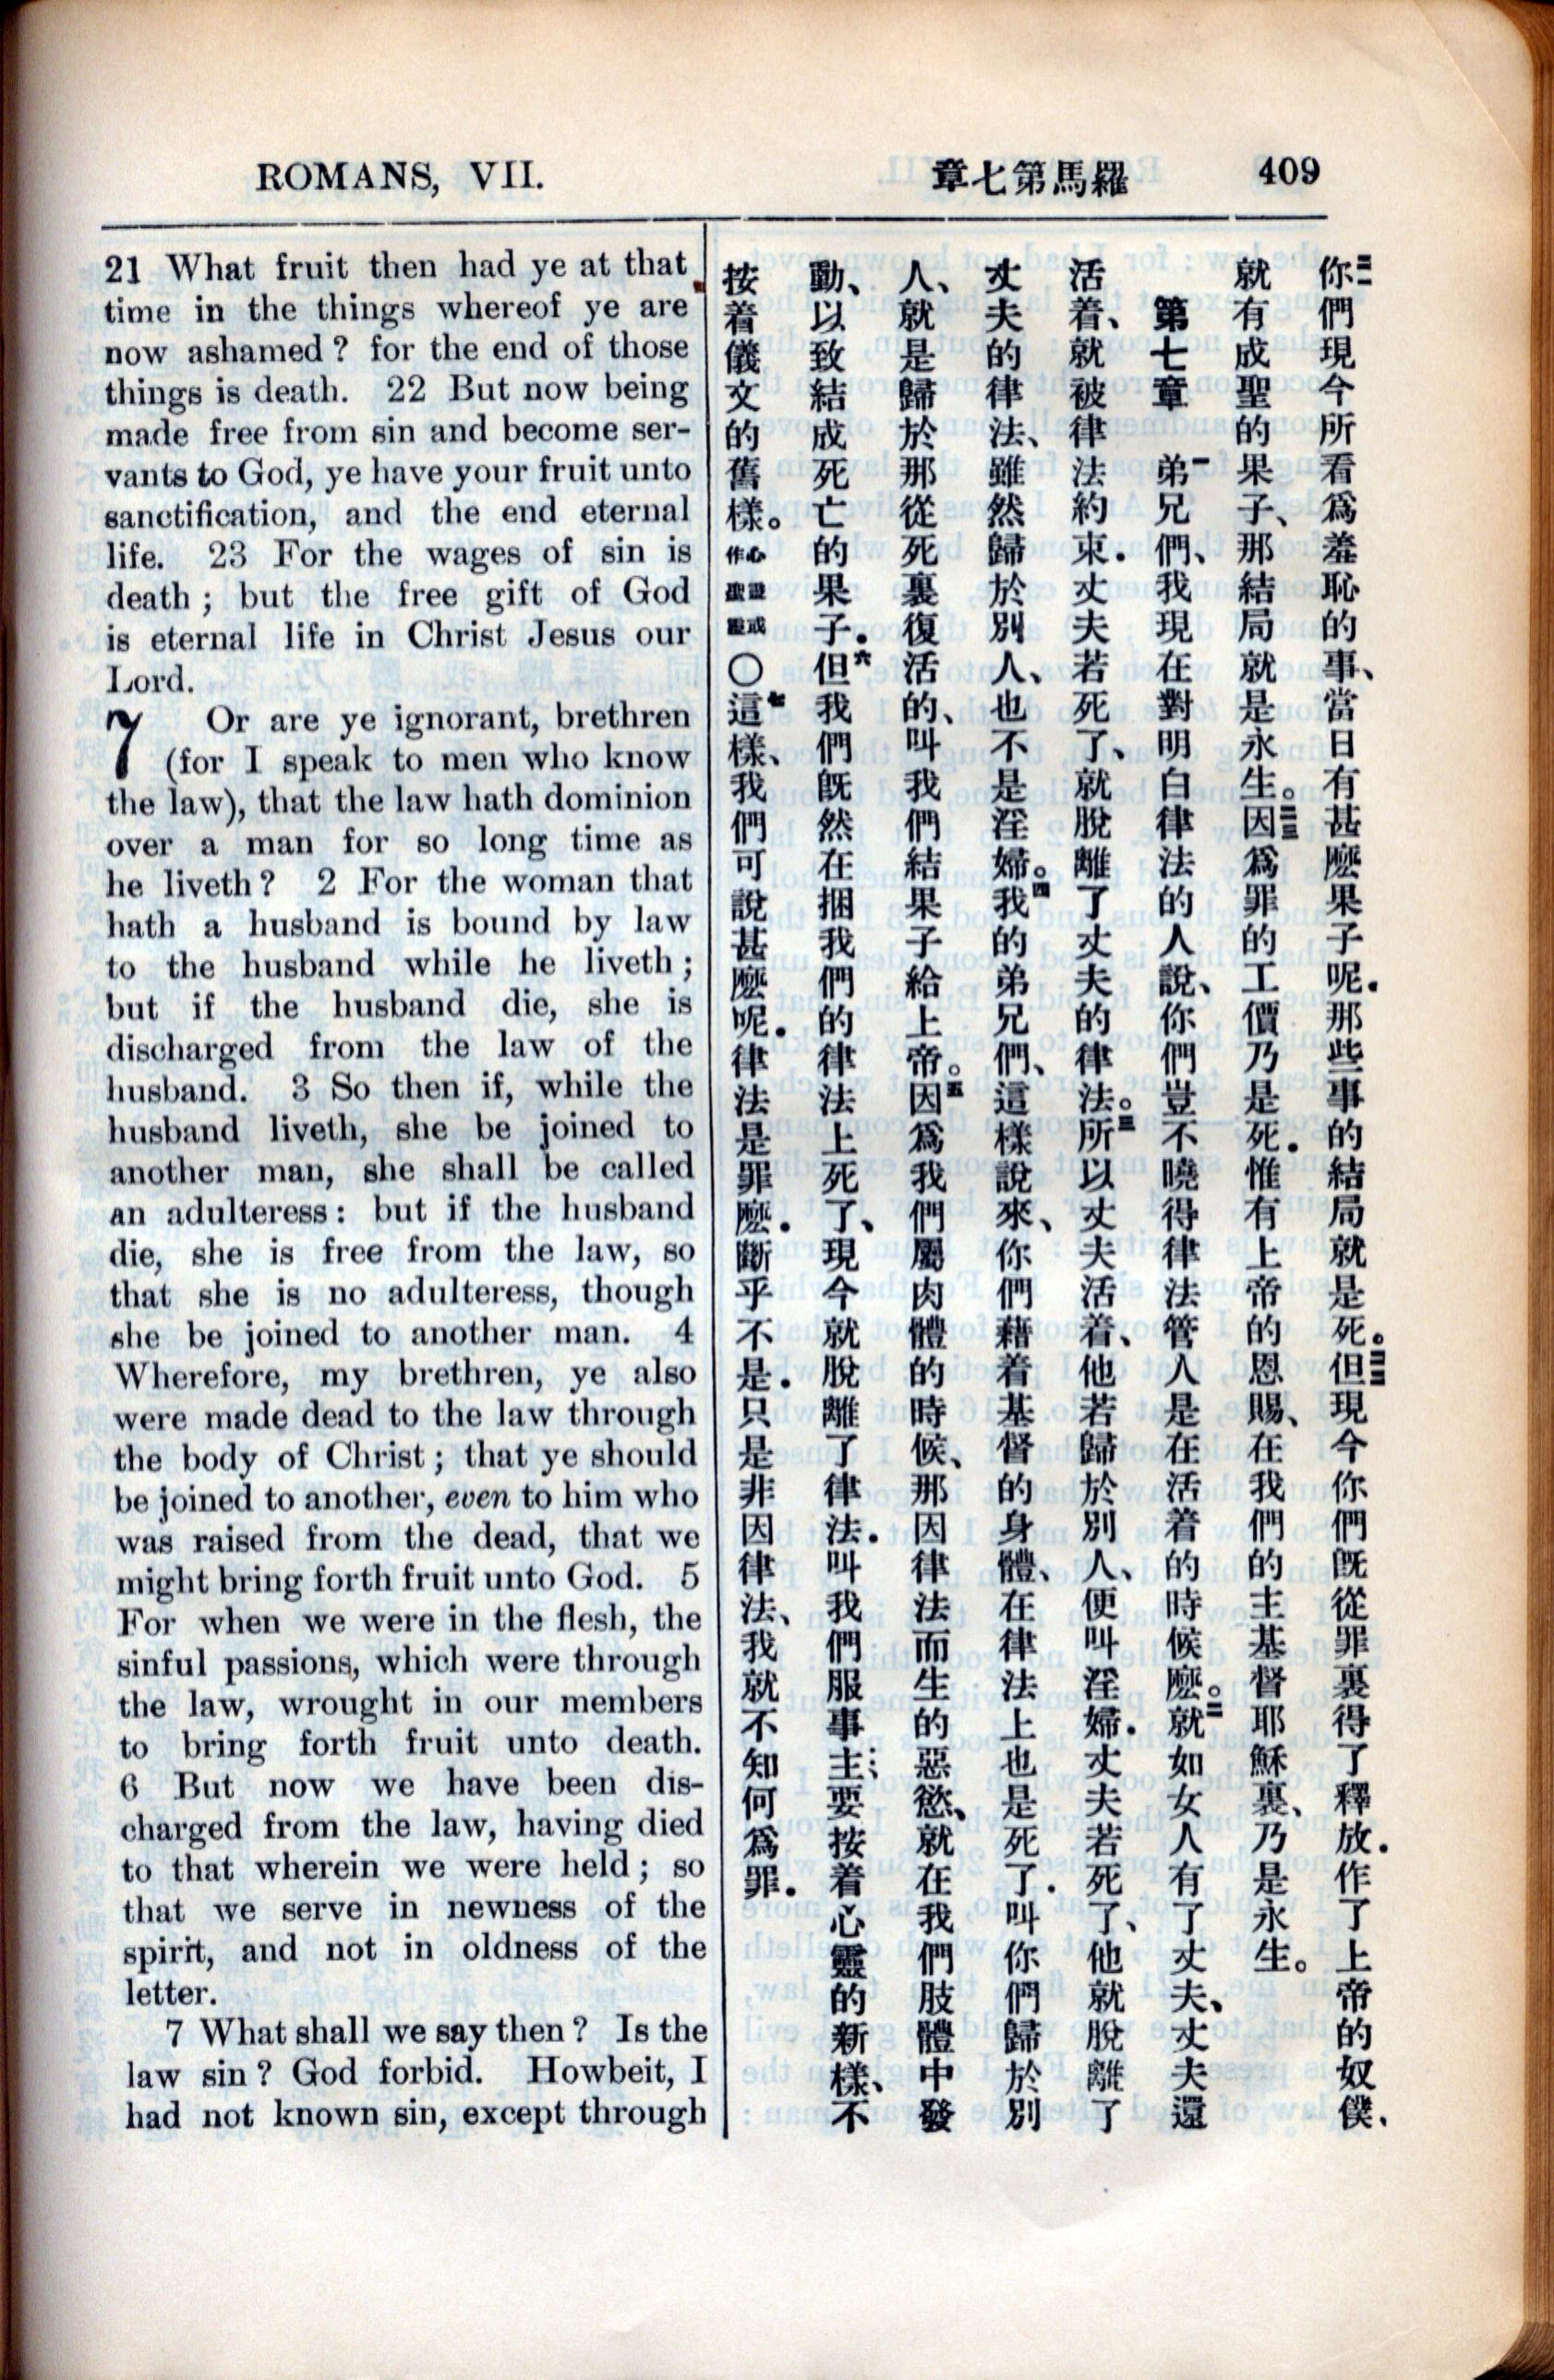 ROMANS, VII.
章七第馬羅
409
21 What fruit then had ye at that
time in the things whereof ye are
now ashamed? for the end of those
things is death. 22 But now being
made free from sin and become ser-
vants to God, ye have your fruit unto
sanctification, and the end eternal
life. 23 For the wages of sin is
death; but the free gift of God
is eternal life in Christ Jesus our
Lord.
7 Or are ye ignorant, brethren
(for I speak to men who know
the law), that the law hath dominion
over a man for so long time as
he liveth? 2 For the woman that
hath a husband is bound by law
to the husband while he liveth;
but if the husband die, she is
discharged from the law of the
husband. 3 So then if, while the
husband liveth, she be joined to
another man, she shall be called
an adulteress: but if the husband
die, she is free from the law, so
that she is no adulteress, though
she be joined to another man. 4
Wherefore, my brethren, ye also
were made dead to the law through
the body of Christ; that ye should
be joined to another, even to him who
was raised from the dead, that we
might bring forth fruit unto God. 5
For when we were in the flesh, the
sinful passions, which were through
the law, wrought in our members
to bring forth fruit unto death.
6 But now we have been dis-
charged from the law, having died
to that wherein we were held; so
that we serve in newness of the
spirit, and not in oldness of the
letter.
7 What shall we say then? Is the
law sin? God forbid. Howbeit, I
had not known sin, except through
你們現今所看爲羞恥的事、當日有甚麽果子呢．那些事的結局就是死。但現今你們旣從罪裏得了釋放．作了上帝的奴僕、
就有成聖的果子、那結局就是永生。因爲罪的工價乃是死．惟有上帝的恩賜、在我們的主基督耶穌裏、乃是永生。
第七章 一弟兄們、我現在對明白律法的人說、你們豈不曉得律法管人是在活着的時候麽。二就如女人有了丈夫、丈夫還
活着、就被律法約束．丈夫若死了、就脫離了丈夫的律法。三所以丈夫活着、他若歸於別人、便叫淫婦．丈夫若死了、他就脫離了
丈夫的律法、雖然歸於別人、也不是淫婦。四我的弟兄們、這樣說來、你們藉着基督的身體、在律法上也是死了．叫你們歸於別
人、就是歸於那從死裏復活的、叫我們結果子給上帝。五因爲我們屬肉體的時候、那因律法而生的惡慾、就在我們肢體中發
動、以致結成死亡的果子．六但我們旣然在捆我們的律法上死了、現今就脫離了律法．叫我們服事主要按着心靈的新樣、不
按着儀文的舊樣。心靈或作聖靈○七這樣、我們可說甚麽呢．律法是罪麽．斷乎不是．只是非因律法、我就不知何爲罪．